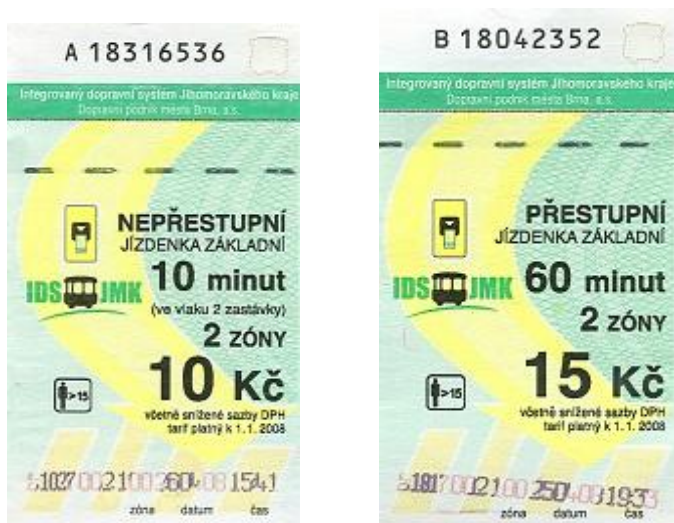 A 18316536
Integrovaný dopravní systém Jihomoravského kraje
Dopravní podnik města Brna, a.s.
NEPŘESTUPNÍ
JÍZDENKA ZÁKLADNÍ
10 minut
(ve vlaku 2 zastávky)
2 ZÓNY
IDS JMK
10 Kč
>15
včetně snížené sazby DPH
tarif platný k 1.1. 2008
zóna datum čas
B 18042352
Integrovaný dopravní systém Jihomoravského kraje
Dopravní podnik města Brna, a.s.
PŘESTUPNÍ
JÍZDENKA ZÁKLADNÍ
60 minut
2 ZÓNY
IDS JMK
15 Kč
>15
včetně snížené sazby DPH
tarif platný k 1.1. 2008
zóna datum čas